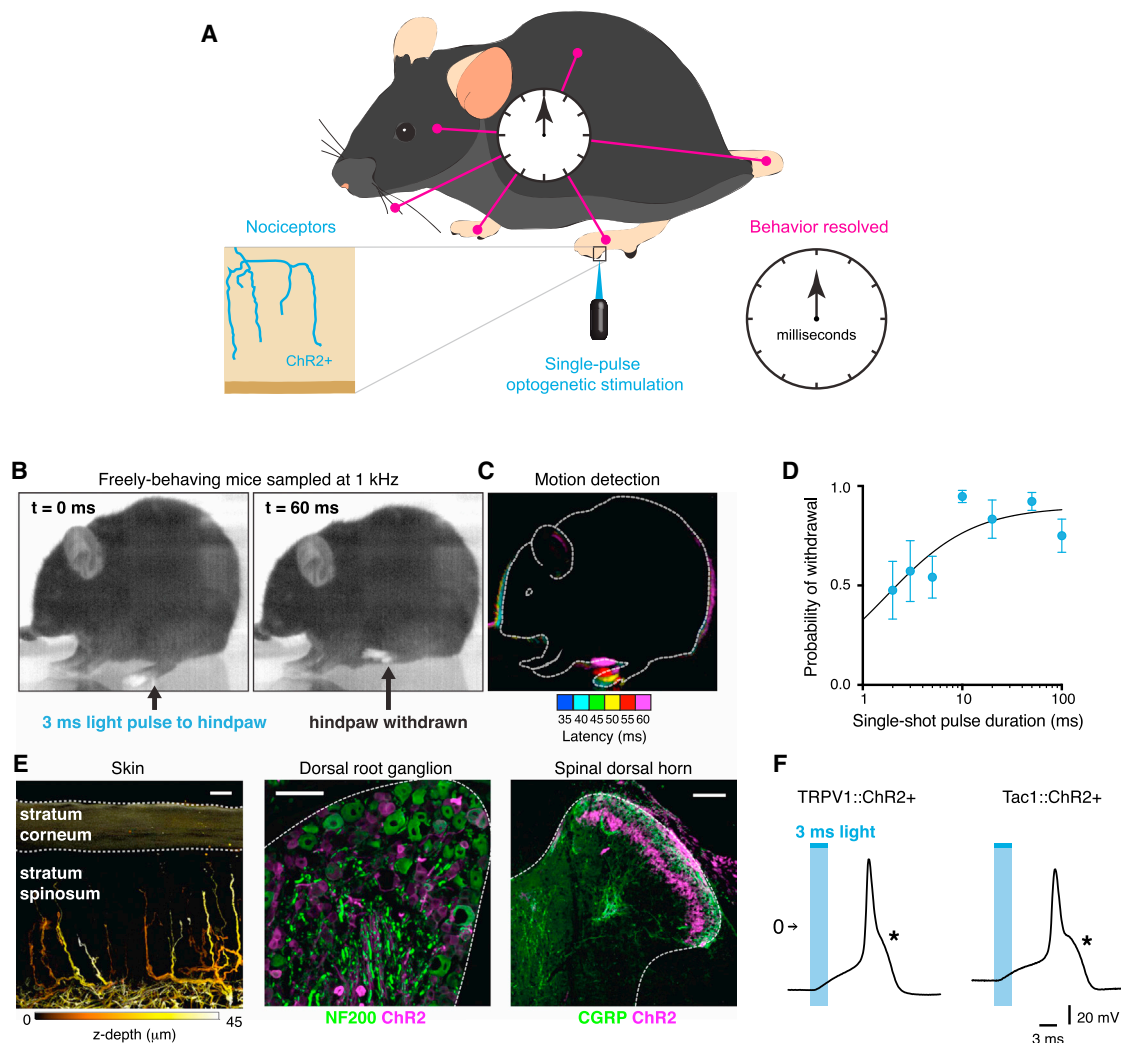 A
Nociceptors
ChR2+
Single-pulse
optogenetic stimulation
Behavior resolved
milliseconds
B
Freely-behaving mice sampled at 1 kHz
t = 0 ms
t = 60 ms
3 ms light pulse to hindpaw
hindpaw withdrawn
C
Motion detection
35 40 45 50 55 60
Latency (ms)
D
Probability of withdrawal
1.0
0.5
0.0
1 10 100
Single-shot pulse duration (ms)
E
Skin
stratum
corneum
stratum
spinosum
0 45
z-depth (μm)
Dorsal root ganglion
NF200 ChR2
Spinal dorsal horn
CGRP ChR2
F
TRPV1::ChR2+
Tac1::ChR2+
3 ms light
0→
*
*
20 mV
3 ms